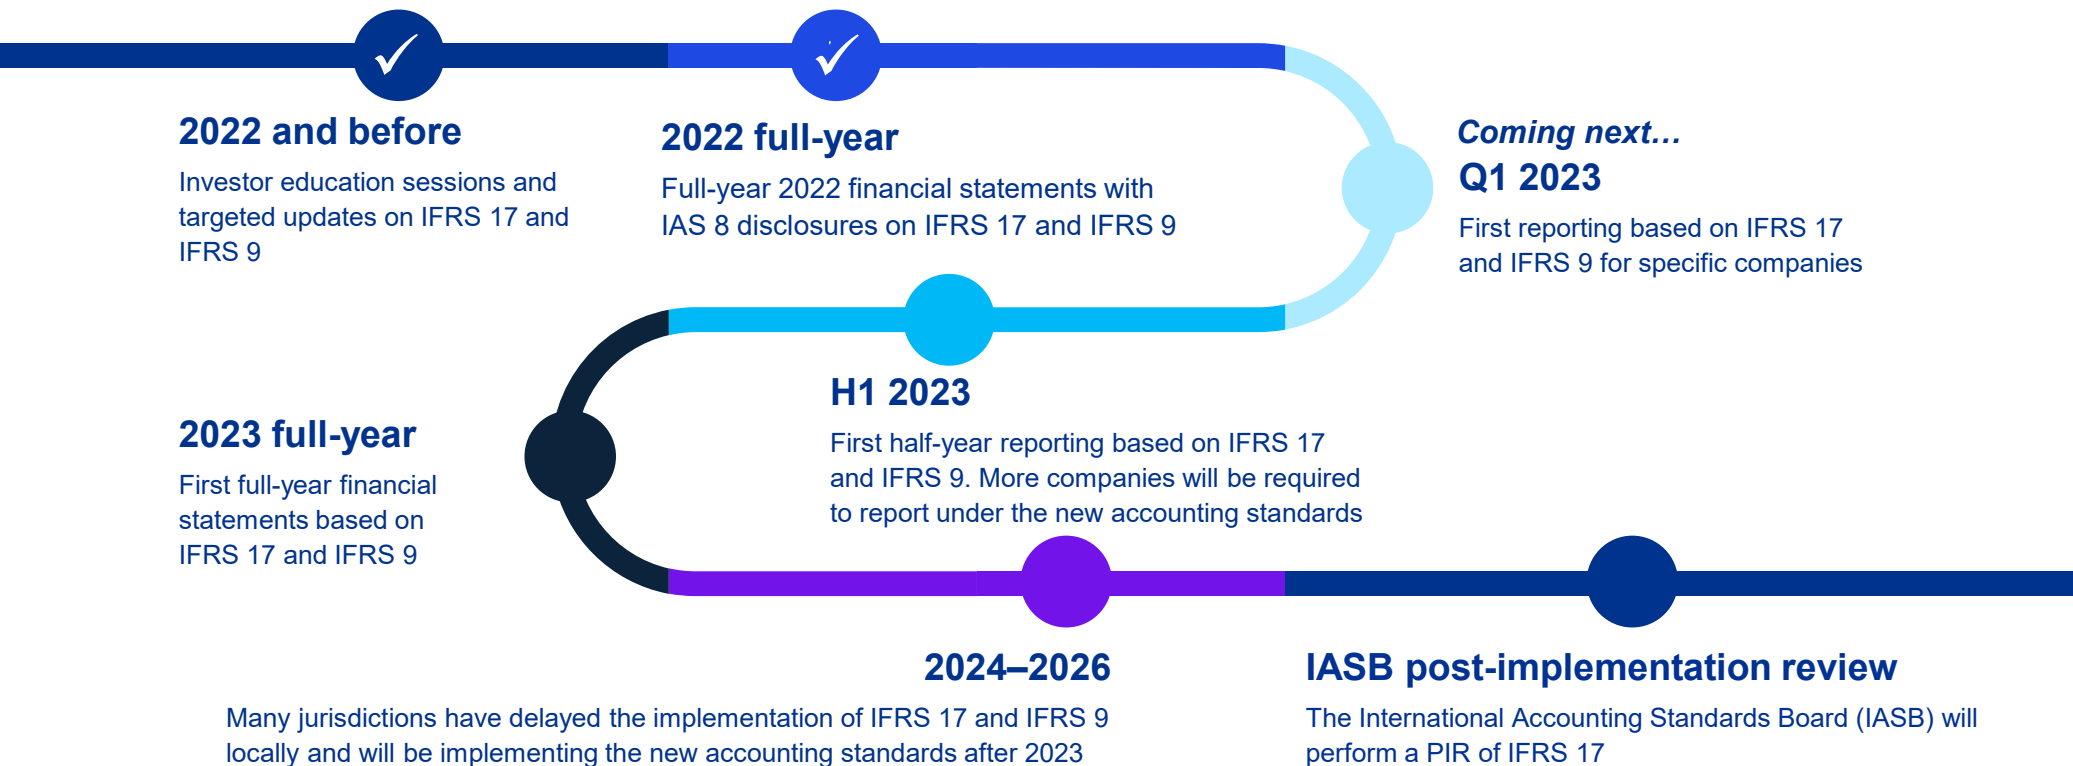 2022 and before
Investor education sessions and
targeted updates on IFRS 17 and
IFRS 9
2022 full-year
Full-year 2022 financial statements with
IAS 8 disclosures on IFRS 17 and IFRS 9
Coming next…
Q1 2023
First reporting based on IFRS 17
and IFRS 9 for specific companies
H1 2023
First half-year reporting based on IFRS 17
and IFRS 9. More companies will be required
to report under the new accounting standards
2023 full-year
First full-year financial
statements based on
IFRS 17 and IFRS 9
2024–2026
Many jurisdictions have delayed the implementation of IFRS 17 and IFRS 9
locally and will be implementing the new accounting standards after 2023
IASB post-implementation review
The International Accounting Standards Board (IASB) will
perform a PIR of IFRS 17